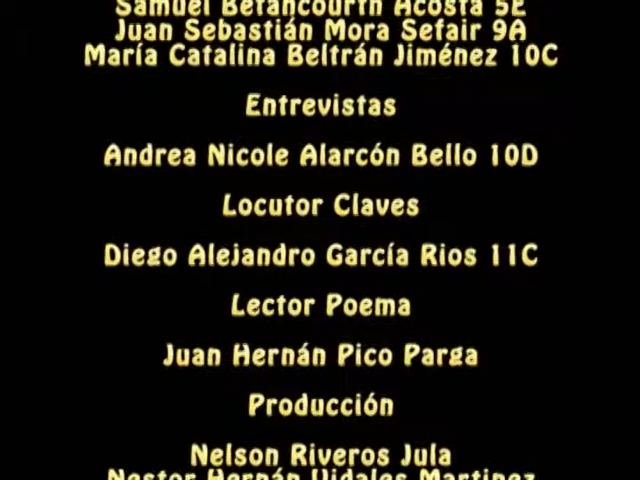 Samuel Betancourth Acosta 5E
Juan Sebastián Mora Sefair 9A
María Catalina Beltrán Jiménez 10C
Entrevistas
Andrea Nicole Alarcón Bello 10D
Locutor Claves
Diego Alejandro García Rios 11C
Lector Poema
Juan Hernán Pico Parga
Producción
Nelson Riveros Jula
Nestor Hernán Vidales Martinez